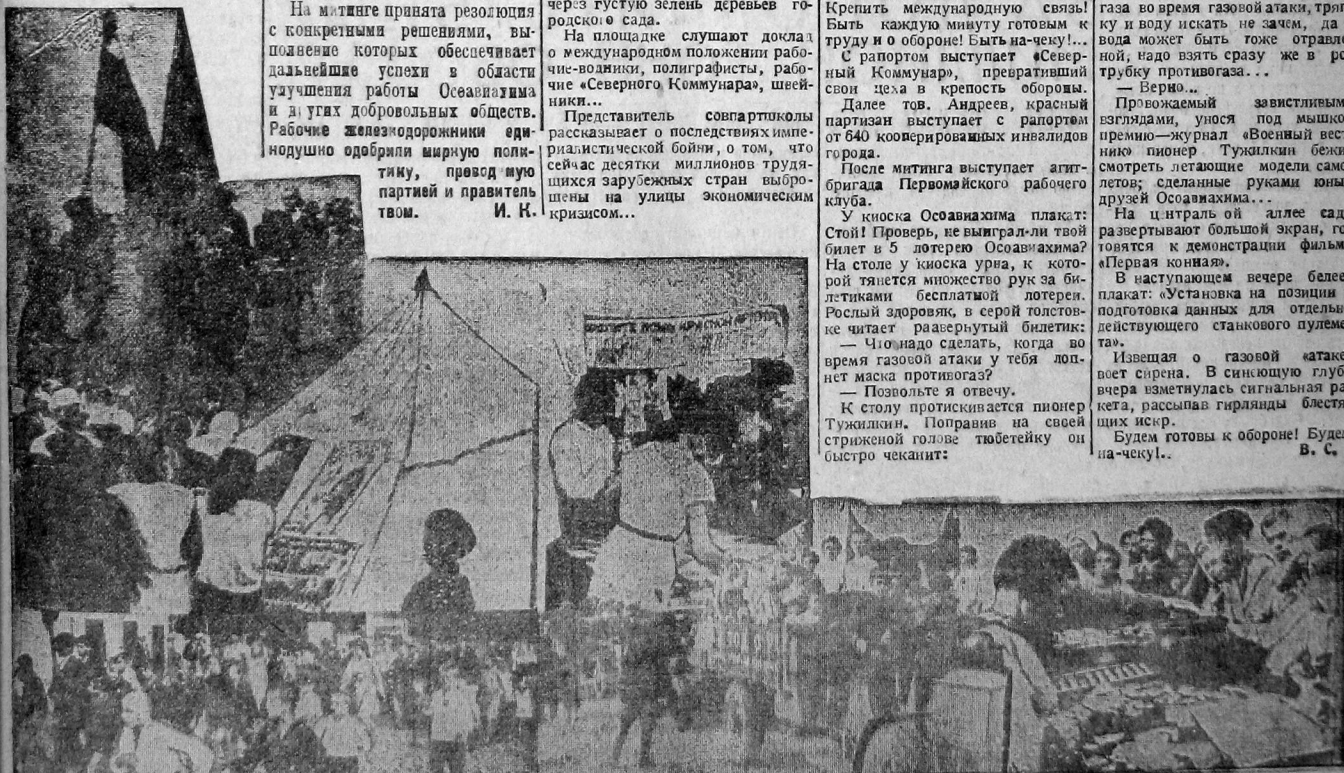 На митинге принята резолюция
с конкретными решениями, вы-
полнение которых обеспечивает
дальнейшие успехи в области
улучшения работы Осеавиахима
и д угих добровольных обществ.
Рабочие железнодорожники еди-
нодушно одобрили мирную поли-
тику, провод мую
партией и правитель
твом. И. К.
через густую зелень деревьев го-
родского сада.
На площадке слушают доклад
о международном положении рабо-
чие-водники, полиграфисты, рабо-
чие «Северного Коммунара», швей-
ники...
Представитель совпартшколы
рассказывает о последствиях импе-
риалистической бойни, о том, что
сейчас десятки миллионов трудя-
щихся зарубежных стран выбро-
шены на улицы экономическим
кризисом...
Крепить международную связь!
Быть каждую минуту готовым к
труду и о обороне! Быть на-чеку!...
С рапортом выступает «Север-
ный Коммунар», превративший
свои цеха в крепость обороны.
Далее тов. Андреев, красный
партизан выступает с рапортом
от 640 кооперированных инвалидов
города.
После митинга выступает агит-
бригада Первомайского рабочего
клуба.
У киоска Осоавиахима плакат:
Стой! Проверь, не выиграл-ли твой
билет в 5 лотерею Осоавиахима?
На столе у киоска урна, к кото-
рой тянется множество рук за би-
летиками бесплатной лотереи.
Рослый здоровяк, в серой толстов-
ке читает раавернутый билетик:
— Что надо сделать, когда во
время газовой атаки у тебя лоп-
нет маска противогаз?
— Позвольте я отвечу.
К столу протискивается пионер
Тужилкин. Поправив на своей
стриженой голове тюбетейку он
быстро чеканит:
газа во время газовой атаки, тряп
ку и воду искать не зачем, да
вода может быть тоже отравле
ной, надо взять сразу же в ро
трубку противогаза...
— Верно...
Провожаемый завистливым
взглядами, унося под мышко
премию—журнал «Военный вес
ник» пионер Тужилкин бежи
смотреть летающие модели само
летов; сделанные руками юны
друзей Осоавиахима...
На ц нтраль ой аллее сад
развертывают большой экран, го
товятся к демонстрации фильм
«Первая конная».
В наступающем вечере белее
плакат: «Установка на позиции
подготовка данных для отдельн
действующего станкового пулеме
та».
Извещая о газовой «атаке
воет сирена. В синеющую глуб
вчера взметнулась сигнальная ра
кета, рассыпав гирлянды блестя
щих искр.
Будем готовы к обороне! Буде
на-чеку!.. В. С.